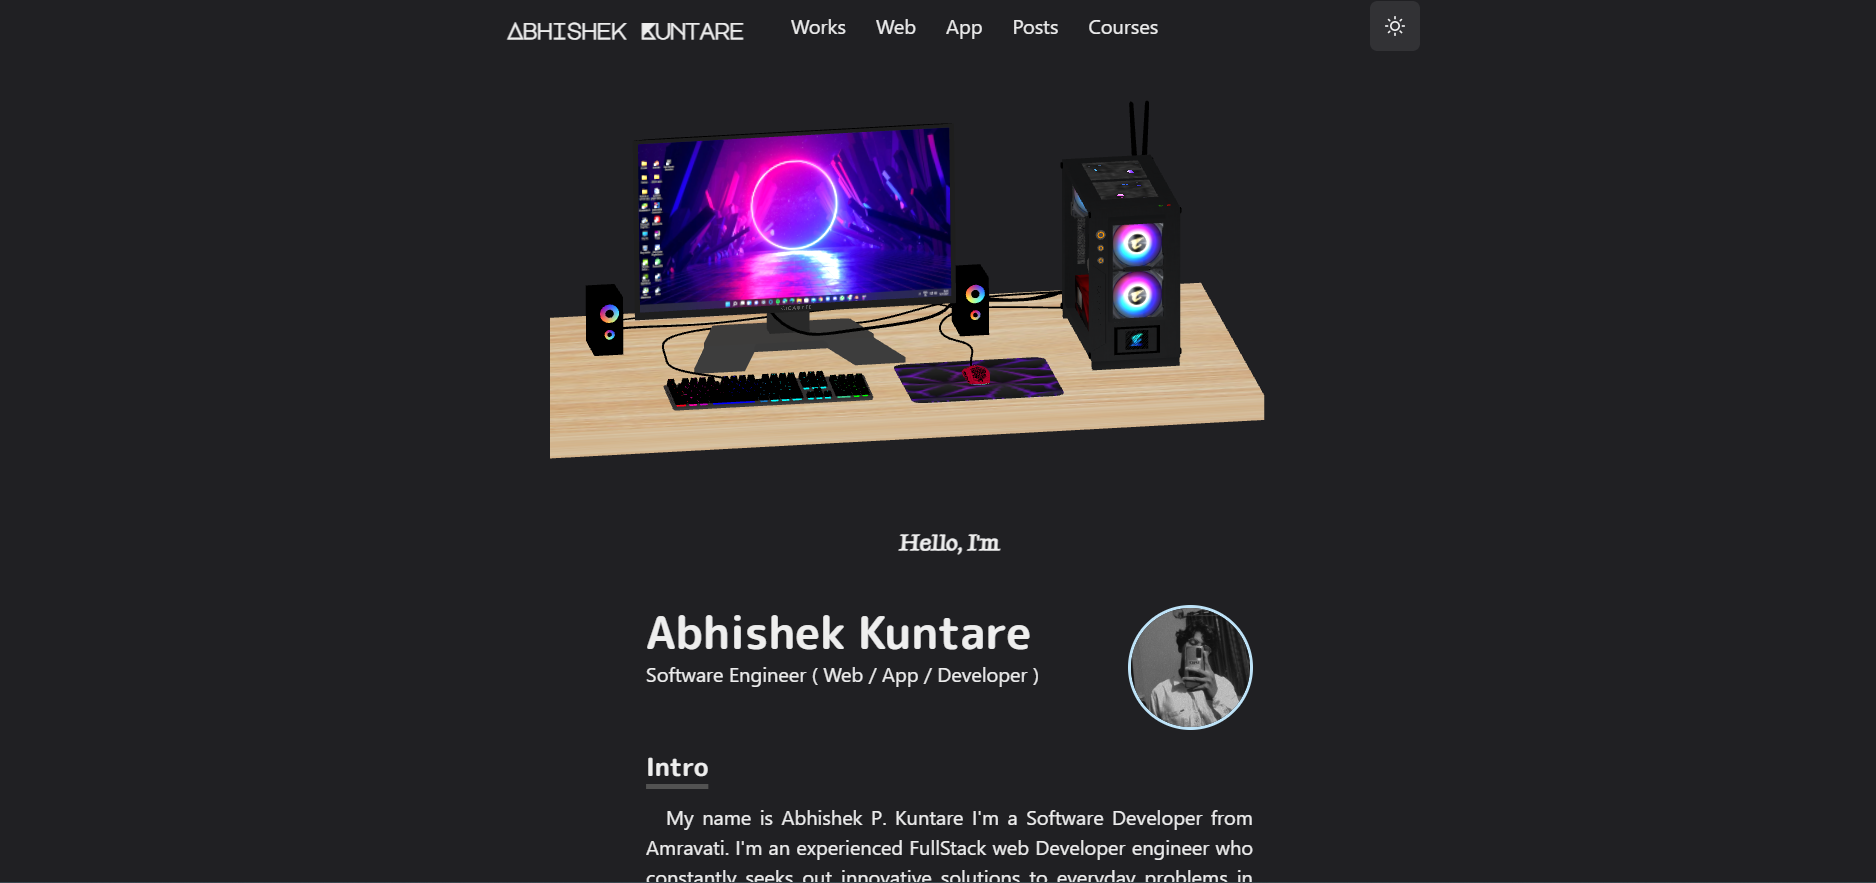 ABHISHEK KUNTARE Works Web App Posts Courses
GIGABYTE
Hello, I'm
Abhishek Kuntare
Software Engineer ( Web / App / Developer )
Intro
My name is Abhishek P. Kuntare I'm a Software Developer from
Amravati. I'm an experienced FullStack web Developer engineer who
constantly seeks out innovative solutions to everyday problems in